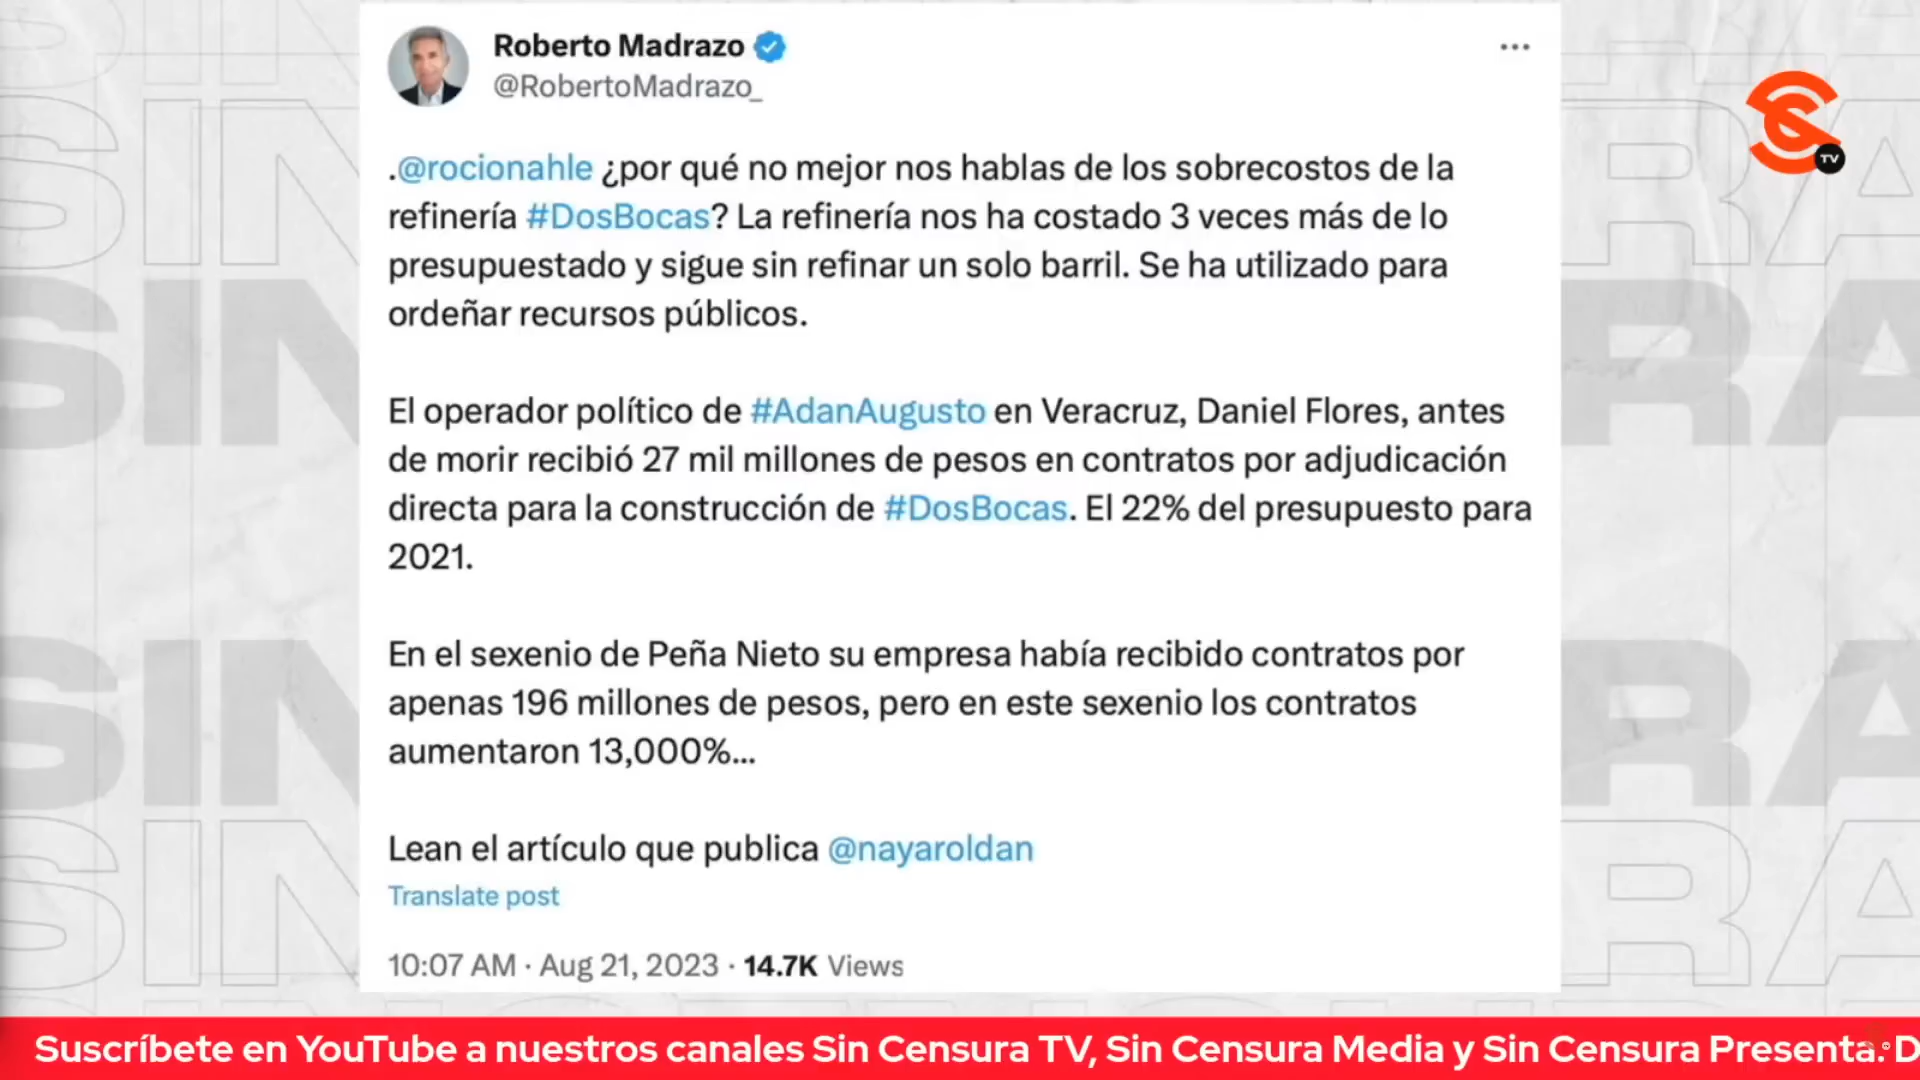 Roberto Madrazo
@RobertoMadrazo_
TV
.@rocionahle ¿por qué no mejor nos hablas de los sobrecostos de la
refinería #DosBocas? La refinería nos ha costado 3 veces más de lo
presupuestado y sigue sin refinar un solo barril. Se ha utilizado para
ordeñar recursos públicos.
El operador político de #AdanAugusto en Veracruz, Daniel Flores, antes
de morir recibió 27 mil millones de pesos en contratos por adjudicación
directa para la construcción de #DosBocas. El 22% del presupuesto para
2021.
En el sexenio de Peña Nieto su empresa había recibido contratos por
apenas 196 millones de pesos, pero en este sexenio los contratos
aumentaron 13,000%...
Lean el artículo que publica @nayaroldan
Translate post
10:07 AM · Aug 21, 2023 · 14.7K Views
Suscríbete en YouTube a nuestros canales Sin Censura TV, Sin Censura Media y Sin Censura Presenta. D